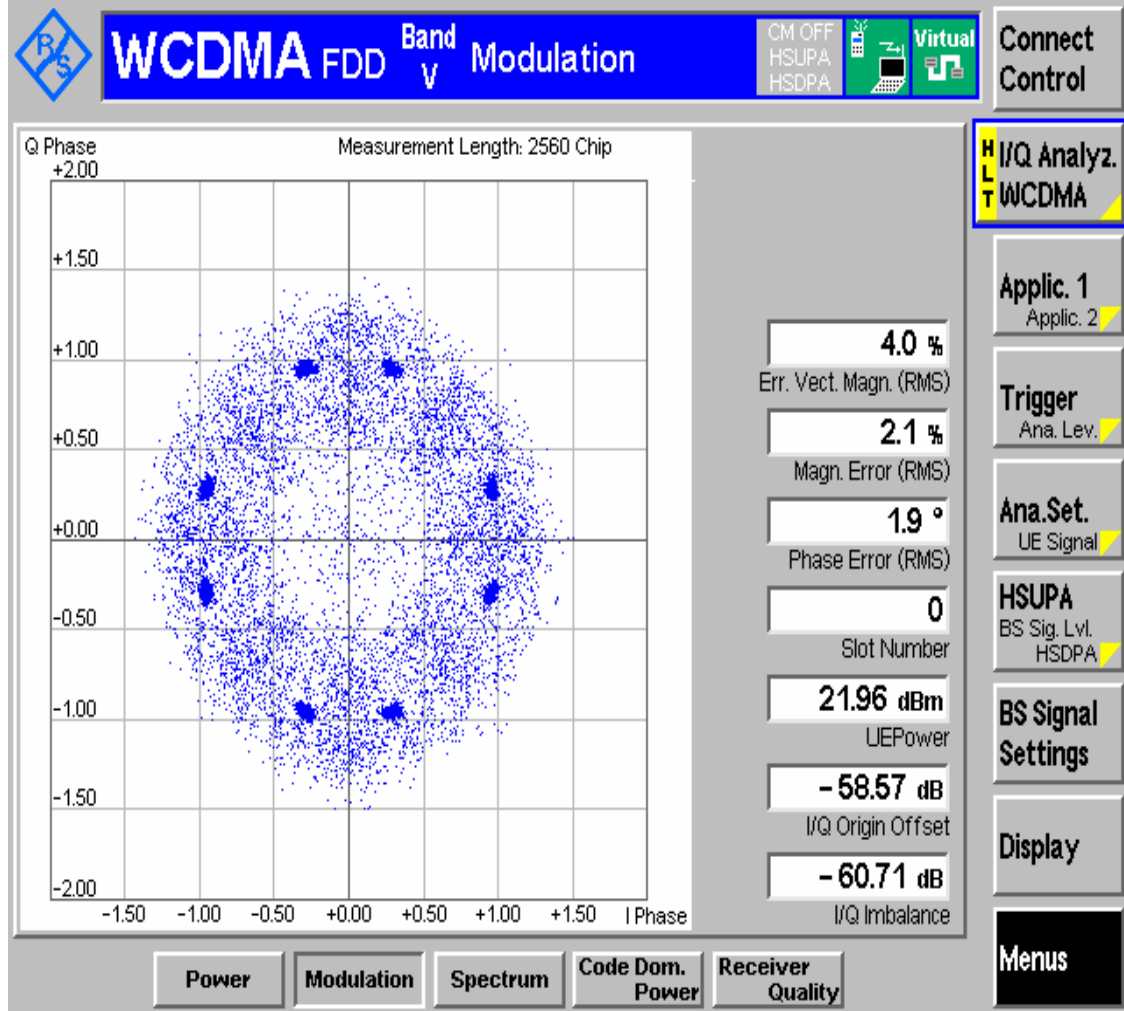 R/S
WCDMA FDD Band V Modulation
CM OFF
HSUPA
HSDPA
Virtual
Connect Control
Q Phase
Measurement Length: 2560 Chip
+2.00
+1.50
+1.00
+0.50
+0.00
-0.50
-1.00
-1.50
-2.00
-1.50 -1.00 -0.50 +0.00 +0.50 +1.00 +1.50 I Phase
4.0 %
Err. Vect. Magn. (RMS)
2.1 %
Magn. Error (RMS)
1.9 °
Phase Error (RMS)
0
Slot Number
21.96 dBm
UEPower
- 58.57 dB
I/Q Origin Offset
- 60.71 dB
I/Q Imbalance
HLT
I/Q Analyz.
WCDMA
Applic. 1
Applic. 2
Trigger
Ana. Lev.
Ana.Set.
UE Signal
HSUPA
BS Sig. Lvl.
HSDPA
BS Signal
Settings
Display
Menus
Power
Modulation
Spectrum
Code Dom.
Power
Receiver
Quality